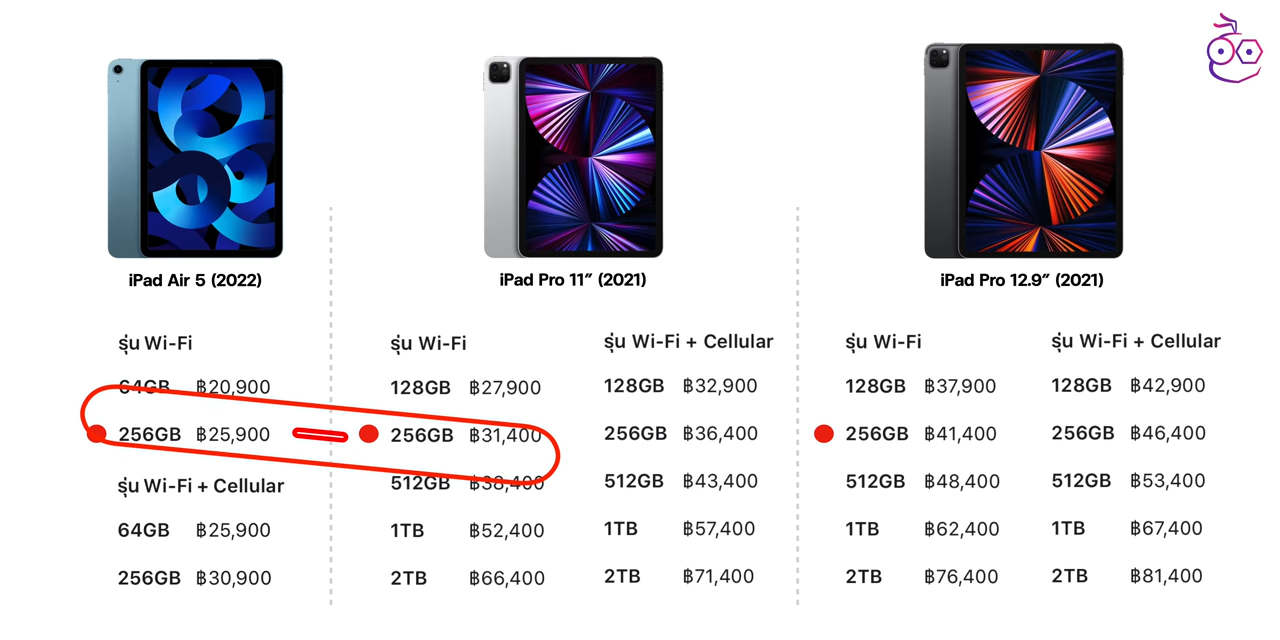 iPad Air 5 (2022)
รุ่น Wi-Fi
64GB ฿20,900
256GB ฿25,900
รุ่น Wi-Fi + Cellular
64GB ฿25,900
256GB ฿30,900
iPad Pro 11″ (2021)
รุ่น Wi-Fi
128GB ฿27,900
256GB ฿31,400
512GB ฿38,400
1TB ฿52,400
2TB ฿66,400
รุ่น Wi-Fi + Cellular
128GB ฿32,900
256GB ฿36,400
512GB ฿43,400
1TB ฿57,400
2TB ฿71,400
iPad Pro 12.9″ (2021)
รุ่น Wi-Fi
128GB ฿37,900
256GB ฿41,400
512GB ฿48,400
1TB ฿62,400
2TB ฿76,400
รุ่น Wi-Fi + Cellular
128GB ฿42,900
256GB ฿46,400
512GB ฿53,400
1TB ฿67,400
2TB ฿81,400